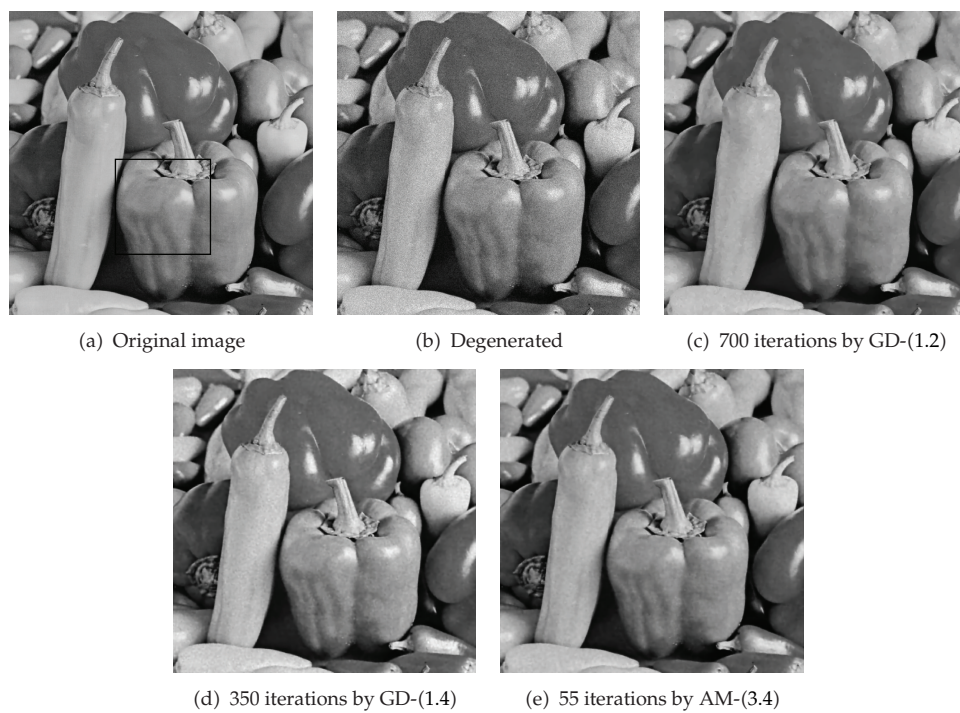 (a) Original image
(b) Degenerated
(c) 700 iterations by GD-(1.2)
(d) 350 iterations by GD-(1.4)
(e) 55 iterations by AM-(3.4)